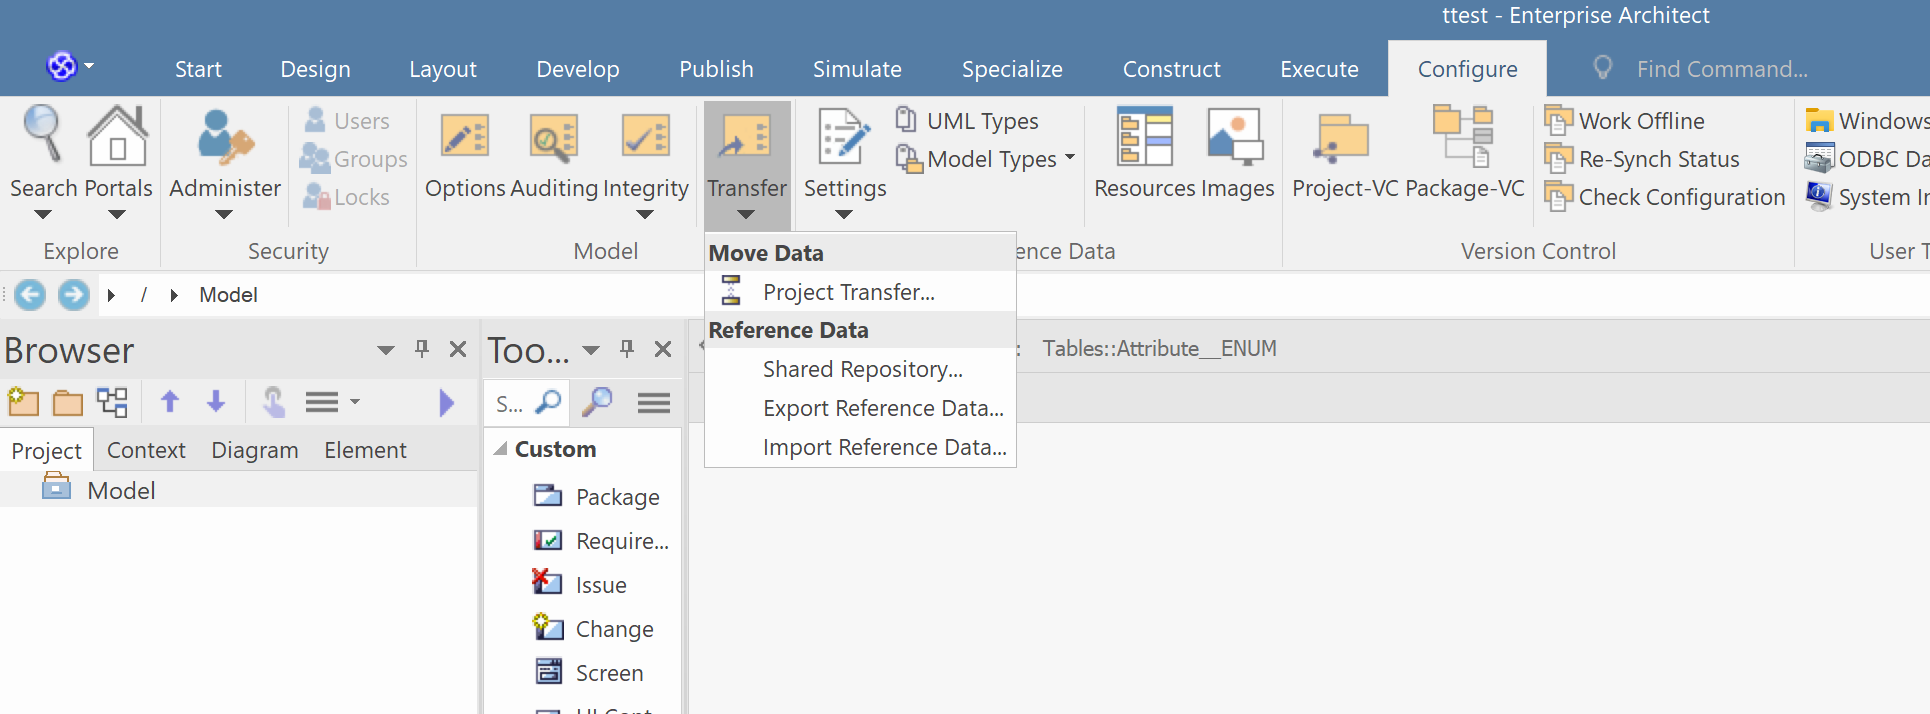 ttest - Enterprise Architect
Start Design Layout Develop Publish Simulate Specialize Construct Execute Configure Find Command...
Search Portals Administer Users Groups Locks Options Auditing Integrity Transfer Settings UML Types Model Types Resources Images Project-VC Package-VC Work Offline Re-Synch Status Check Configuration Windows ODBC Da System In
Explore Security Model ence Data Version Control User T
/ Model
Move Data
Project Transfer...
Reference Data
Shared Repository...
Export Reference Data...
Import Reference Data...
Browser
Project Context Diagram Element
Model
Too...
S...
Custom
Package
Require...
Issue
Change
Screen
: Tables::Attribute__ENUM